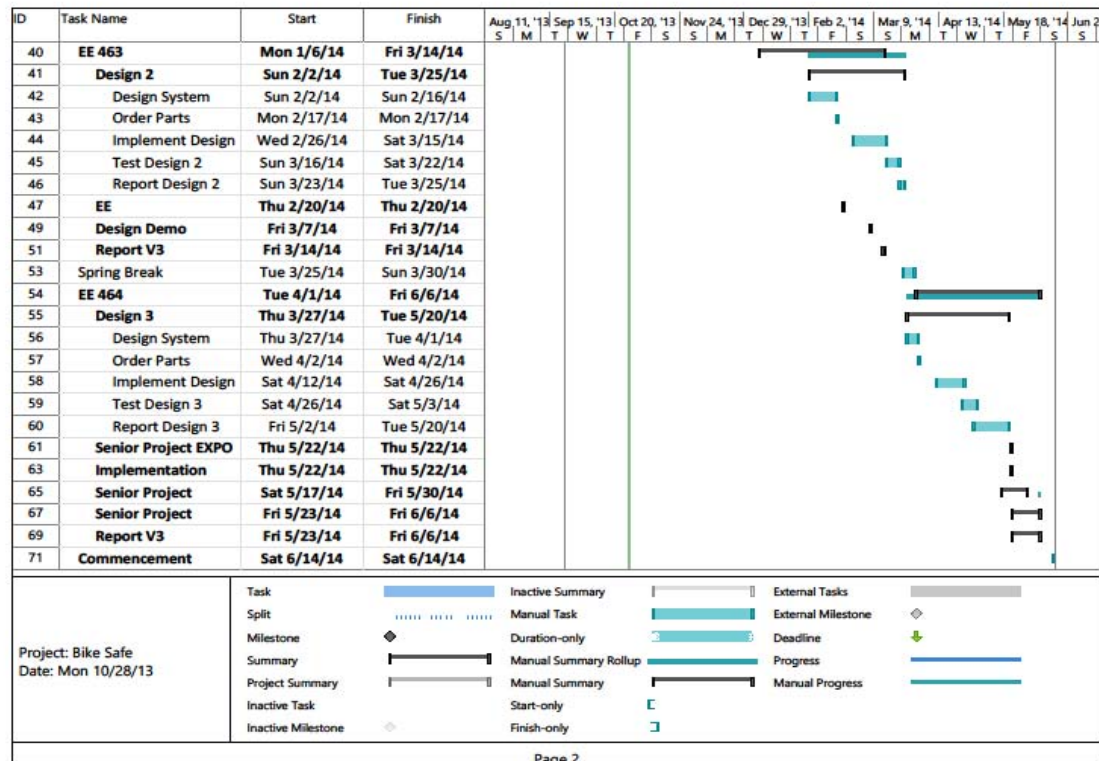 ID Task Name Start Finish Aug 11, '13 Sep 15, '13 Oct 20, '13 Nov 24, '13 Dec 29, '13 Feb 2, '14 Mar 9, '14 Apr 13, '14 May 18, '14 Jun 2
S M T W T F S S M T W T F S S M T W T F S S
40 EE 463 Mon 1/6/14 Fri 3/14/14
41 Design 2 Sun 2/2/14 Tue 3/25/14
42 Design System Sun 2/2/14 Sun 2/16/14
43 Order Parts Mon 2/17/14 Mon 2/17/14
44 Implement Design Wed 2/26/14 Sat 3/15/14
45 Test Design 2 Sun 3/16/14 Sat 3/22/14
46 Report Design 2 Sun 3/23/14 Tue 3/25/14
47 EE Thu 2/20/14 Thu 2/20/14
49 Design Demo Fri 3/7/14 Fri 3/7/14
51 Report V3 Fri 3/14/14 Fri 3/14/14
53 Spring Break Tue 3/25/14 Sun 3/30/14
54 EE 464 Tue 4/1/14 Fri 6/6/14
55 Design 3 Thu 3/27/14 Tue 5/20/14
56 Design System Thu 3/27/14 Tue 4/1/14
57 Order Parts Wed 4/2/14 Wed 4/2/14
58 Implement Design Sat 4/12/14 Sat 4/26/14
59 Test Design 3 Sat 4/26/14 Sat 5/3/14
60 Report Design 3 Fri 5/2/14 Tue 5/20/14
61 Senior Project EXPO Thu 5/22/14 Thu 5/22/14
63 Implementation Thu 5/22/14 Thu 5/22/14
65 Senior Project Sat 5/17/14 Fri 5/30/14
67 Senior Project Fri 5/23/14 Fri 6/6/14
69 Report V3 Fri 5/23/14 Fri 6/6/14
71 Commencement Sat 6/14/14 Sat 6/14/14
Project: Bike Safe
Date: Mon 10/28/13
Task Inactive Summary External Tasks
Split Manual Task External Milestone
Milestone Duration-only Deadline
Summary Manual Summary Rollup Progress
Project Summary Manual Summary Manual Progress
Inactive Task Start-only
Inactive Milestone Finish-only
Page 2